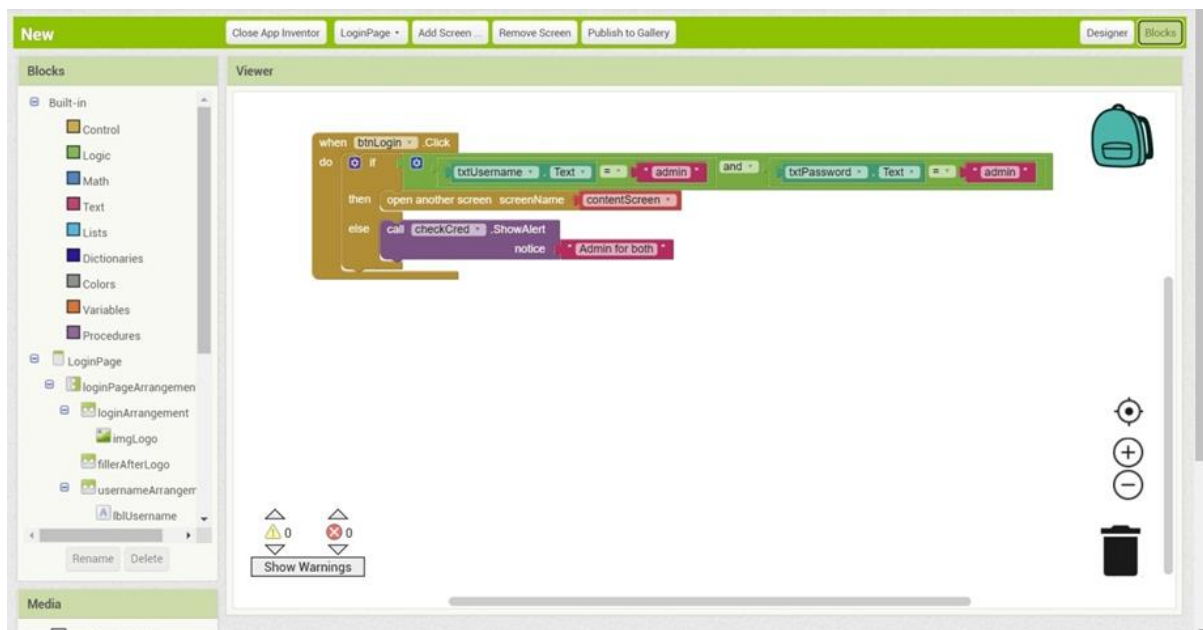 New
Close App Inventor LoginPage Add Screen ... Remove Screen Publish to Gallery Designer Blocks
Blocks
Built-in
Control
Logic
Math
Text
Lists
Dictionaries
Colors
Variables
Procedures
LoginPage
loginPageArrangemen
loginArrangement
imgLogo
fillerAfterLogo
usernameArrangem
lblUsername
Rename Delete
Media
Viewer
when btnLogin .Click
do if txtUsername . Text = " admin " and txtPassword . Text = " admin "
then open another screen screenName contentScreen
else call checkCred .ShowAlert
notice " Admin for both "
0 0
Show Warnings